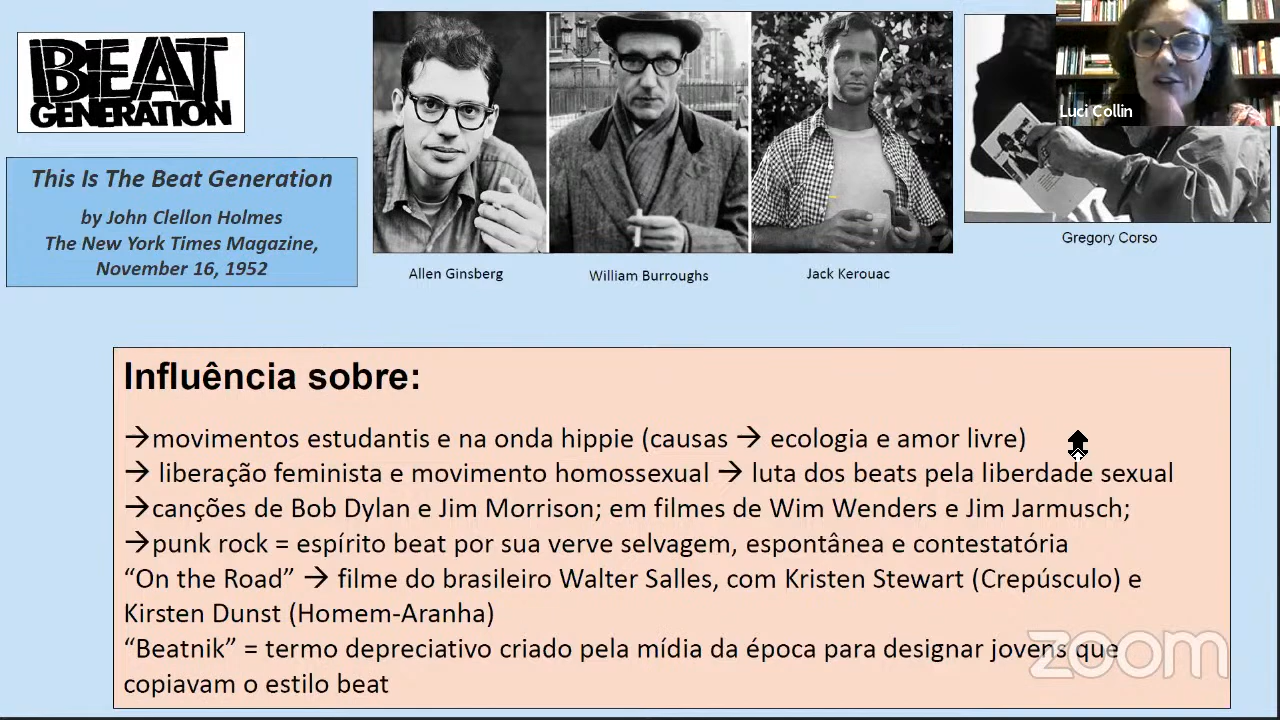 BEAT
GENERATION
This Is The Beat Generation
by John Clellon Holmes
The New York Times Magazine,
November 16, 1952
Allen Ginsberg
William Burroughs
Jack Kerouac
Luci Collin
Gregory Corso
Influência sobre:
→movimentos estudantis e na onda hippie (causas → ecologia e amor livre)
→ liberação feminista e movimento homossexual → luta dos beats pela liberdade sexual
→canções de Bob Dylan e Jim Morrison; em filmes de Wim Wenders e Jim Jarmusch;
→punk rock = espírito beat por sua verve selvagem, espontânea e contestatória
“On the Road” → filme do brasileiro Walter Salles, com Kristen Stewart (Crepúsculo) e
Kirsten Dunst (Homem-Aranha)
“Beatnik” = termo depreciativo criado pela mídia da época para designar jovens que
copiavam o estilo beat
zoom